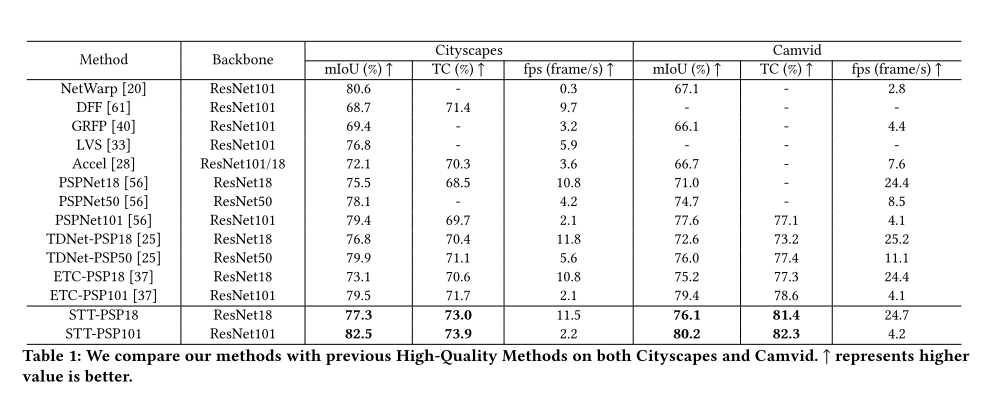 Method Backbone Cityscapes Camvid
mIoU (%) ↑ TC (%) ↑ fps (frame/s) ↑ mIoU (%) ↑ TC (%) ↑ fps (frame/s) ↑
NetWarp [20] ResNet101 80.6 - 0.3 67.1 - 2.8
DFF [61] ResNet101 68.7 71.4 9.7 - - -
GRFP [40] ResNet101 69.4 - 3.2 66.1 - 4.4
LVS [33] ResNet101 76.8 - 5.9 - - -
Accel [28] ResNet101/18 72.1 70.3 3.6 66.7 - 7.6
PSPNet18 [56] ResNet18 75.5 68.5 10.8 71.0 - 24.4
PSPNet50 [56] ResNet50 78.1 - 4.2 74.7 - 8.5
PSPNet101 [56] ResNet101 79.4 69.7 2.1 77.6 77.1 4.1
TDNet-PSP18 [25] ResNet18 76.8 70.4 11.8 72.6 73.2 25.2
TDNet-PSP50 [25] ResNet50 79.9 71.1 5.6 76.0 77.4 11.1
ETC-PSP18 [37] ResNet18 73.1 70.6 10.8 75.2 77.3 24.4
ETC-PSP101 [37] ResNet101 79.5 71.7 2.1 79.4 78.6 4.1
STT-PSP18 ResNet18 77.3 73.0 11.5 76.1 81.4 24.7
STT-PSP101 ResNet101 82.5 73.9 2.2 80.2 82.3 4.2
Table 1: We compare our methods with previous High-Quality Methods on both Cityscapes and Camvid. ↑ represents higher
value is better.